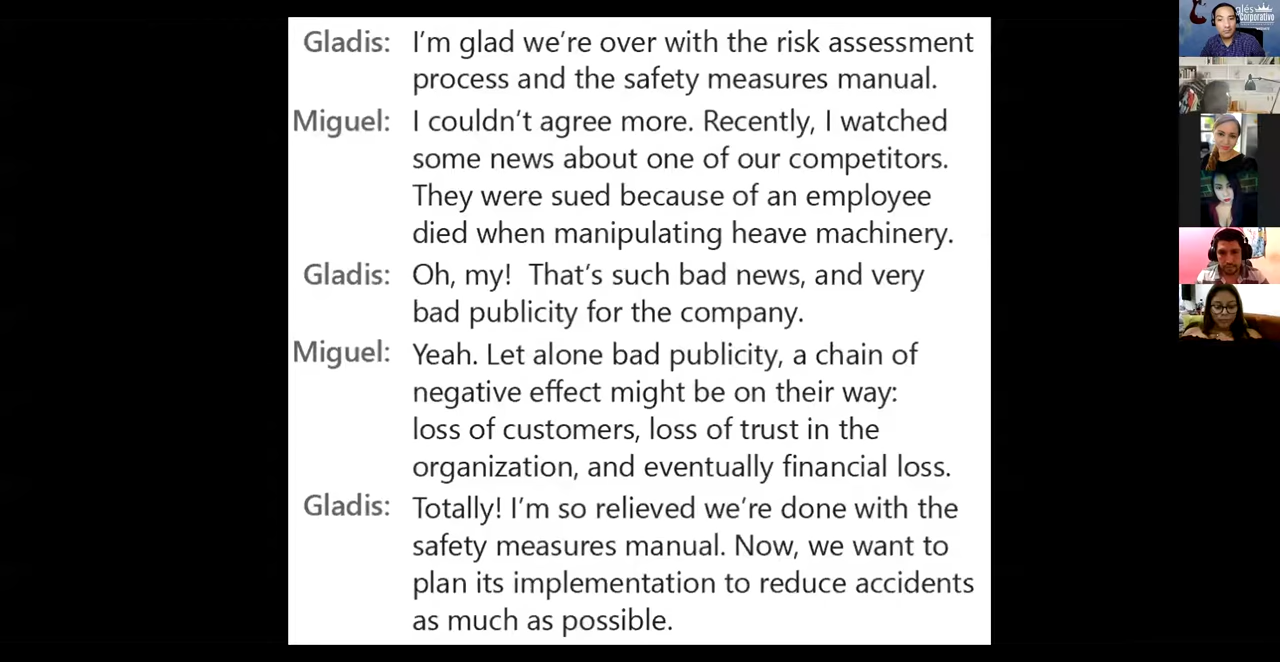 Gladis: I'm glad we're over with the risk assessment
process and the safety measures manual.
Miguel: I couldn't agree more. Recently, I watched
some news about one of our competitors.
They were sued because of an employee
died when manipulating heave machinery.
Gladis: Oh, my! That's such bad news, and very
bad publicity for the company.
Miguel: Yeah. Let alone bad publicity, a chain of
negative effect might be on their way:
loss of customers, loss of trust in the
organization, and eventually financial loss.
Gladis: Totally! I'm so relieved we're done with the
safety measures manual. Now, we want to
plan its implementation to reduce accidents
as much as possible.
glés
Corporativo